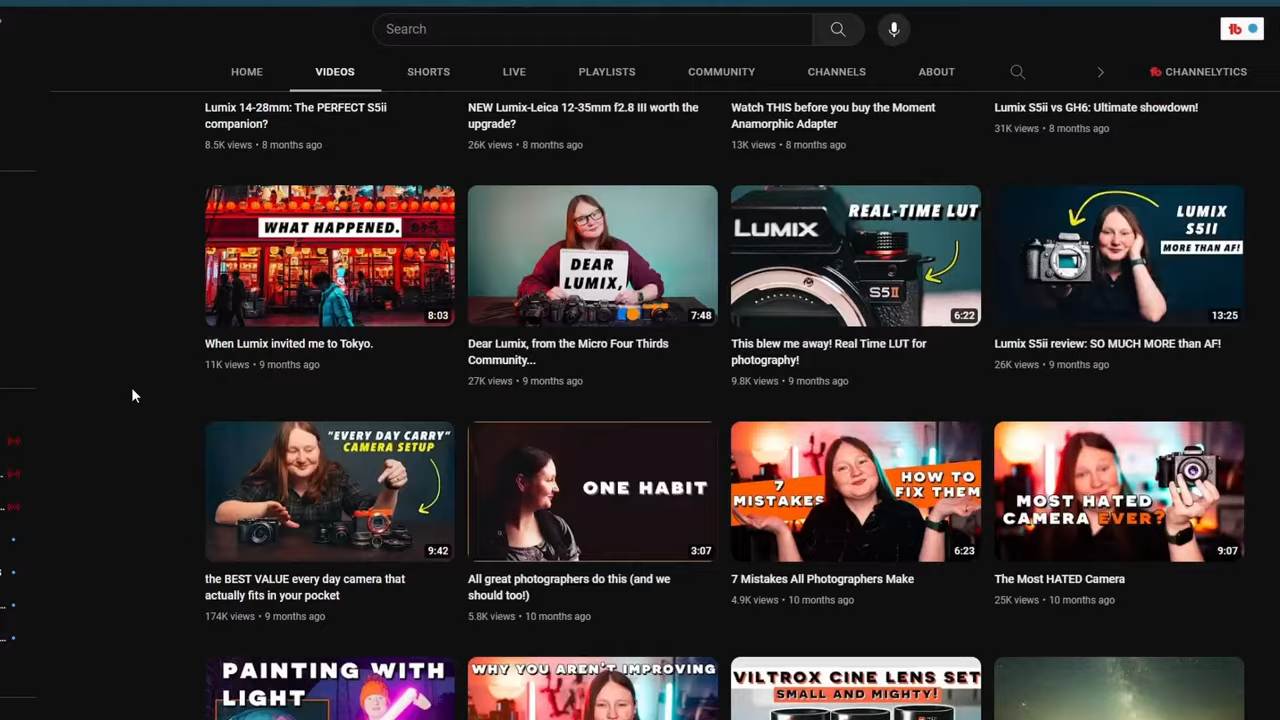 Search
HOME
VIDEOS
SHORTS
LIVE
PLAYLISTS
COMMUNITY
CHANNELS
ABOUT
CHANNELYTICS
Lumix 14-28mm: The PERFECT S5ii
companion?
8.5K views • 8 months ago
NEW Lumix-Leica 12-35mm f2.8 III worth the
upgrade?
26K views • 8 months ago
Watch THIS before you buy the Moment
Anamorphic Adapter
13K views • 8 months ago
Lumix S5ii vs GH6: Ultimate showdown!
31K views • 8 months ago
WHAT HAPPENED.
8:03
When Lumix invited me to Tokyo.
11K views • 9 months ago
DEAR
LUMIX,
7:48
Dear Lumix, from the Micro Four Thirds
Community...
27K views • 9 months ago
REAL-TIME LUT
LUMIX
S5II
6:22
This blew me away! Real Time LUT for
photography!
9.8K views • 9 months ago
LUMIX
S5II
MORE THAN AF!
13:25
Lumix S5ii review: SO MUCH MORE than AF!
26K views • 9 months ago
"EVERY DAY CARRY"
CAMERA SETUP
9:42
the BEST VALUE every day camera that
actually fits in your pocket
174K views • 9 months ago
ONE HABIT
3:07
All great photographers do this (and we
should too!)
5.8K views • 10 months ago
7
MISTAKES
HOW TO
FIX THEM
6:23
7 Mistakes All Photographers Make
4.9K views • 10 months ago
MOST HATED
CAMERA EVER?
9:07
The Most HATED Camera
25K views • 10 months ago
PAINTING WITH
LIGHT
WHY YOU AREN'T IMPROVING
VILTROX CINE LENS SET
SMALL AND MIGHTY!